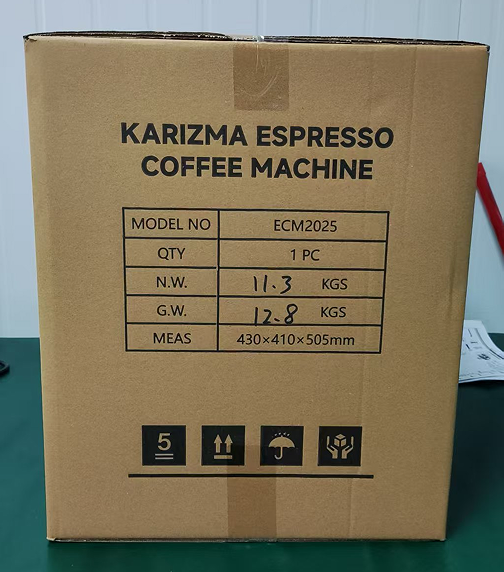 KARIZMA ESPRESSO
COFFEE MACHINE
MODEL NO ECM2025
QTY 1 PC
N.W. 11.3 KGS
G.W. 12.8 KGS
MEAS 430×410×505mm
5